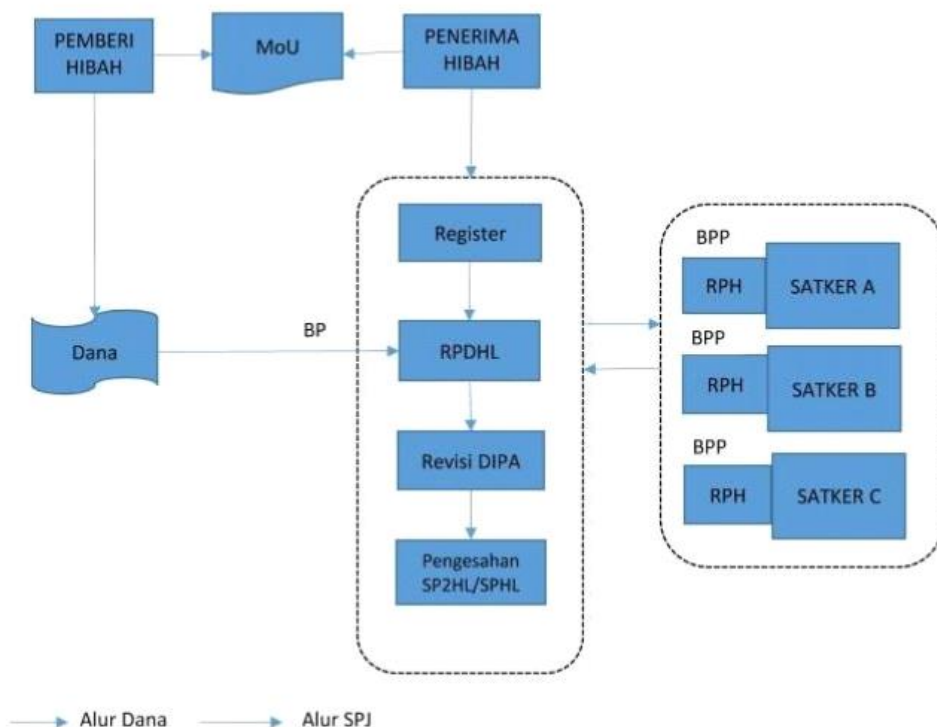 PEMBERI
HIBAH
MoU
PENERIMA
HIBAH
Register
BPP
RPH
SATKER A
Dana
BP
RPDHL
BPP
RPH
SATKER B
Revisi DIPA
BPP
RPH
SATKER C
Pengesahan
SP2HL/SPHL
Alur Dana
Alur SPJ